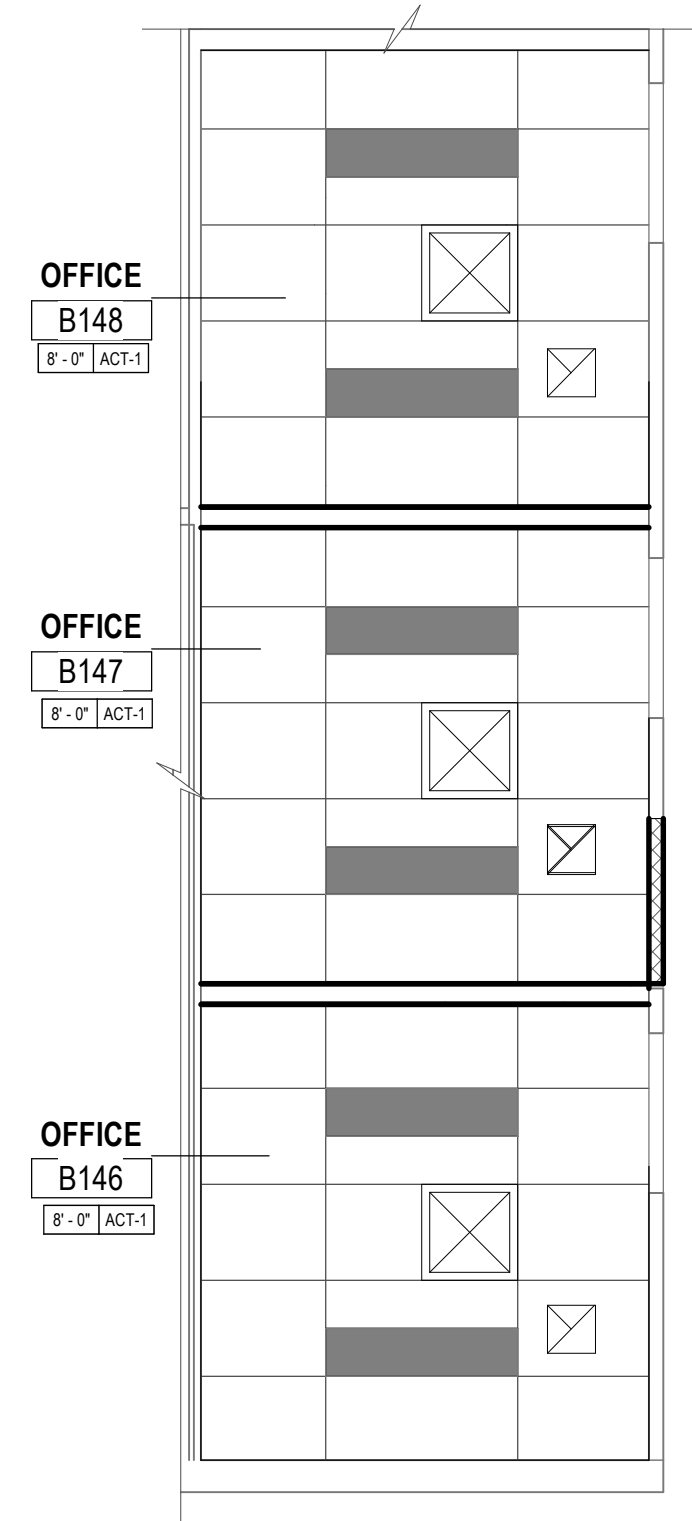 OFFICE
B148
8' - 0" ACT-1
OFFICE
B147
8' - 0" ACT-1
OFFICE
B146
8' - 0" ACT-1